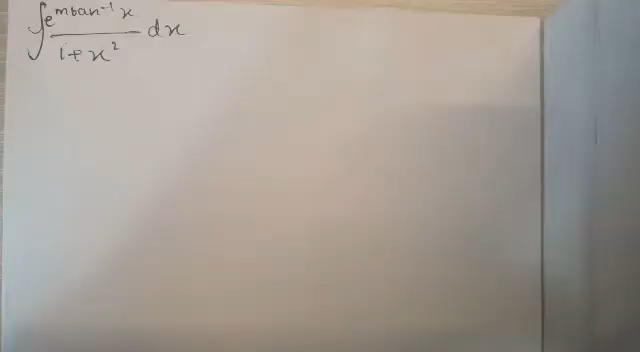 ∫ e^{m tan⁻¹ x} / 1+x² dx